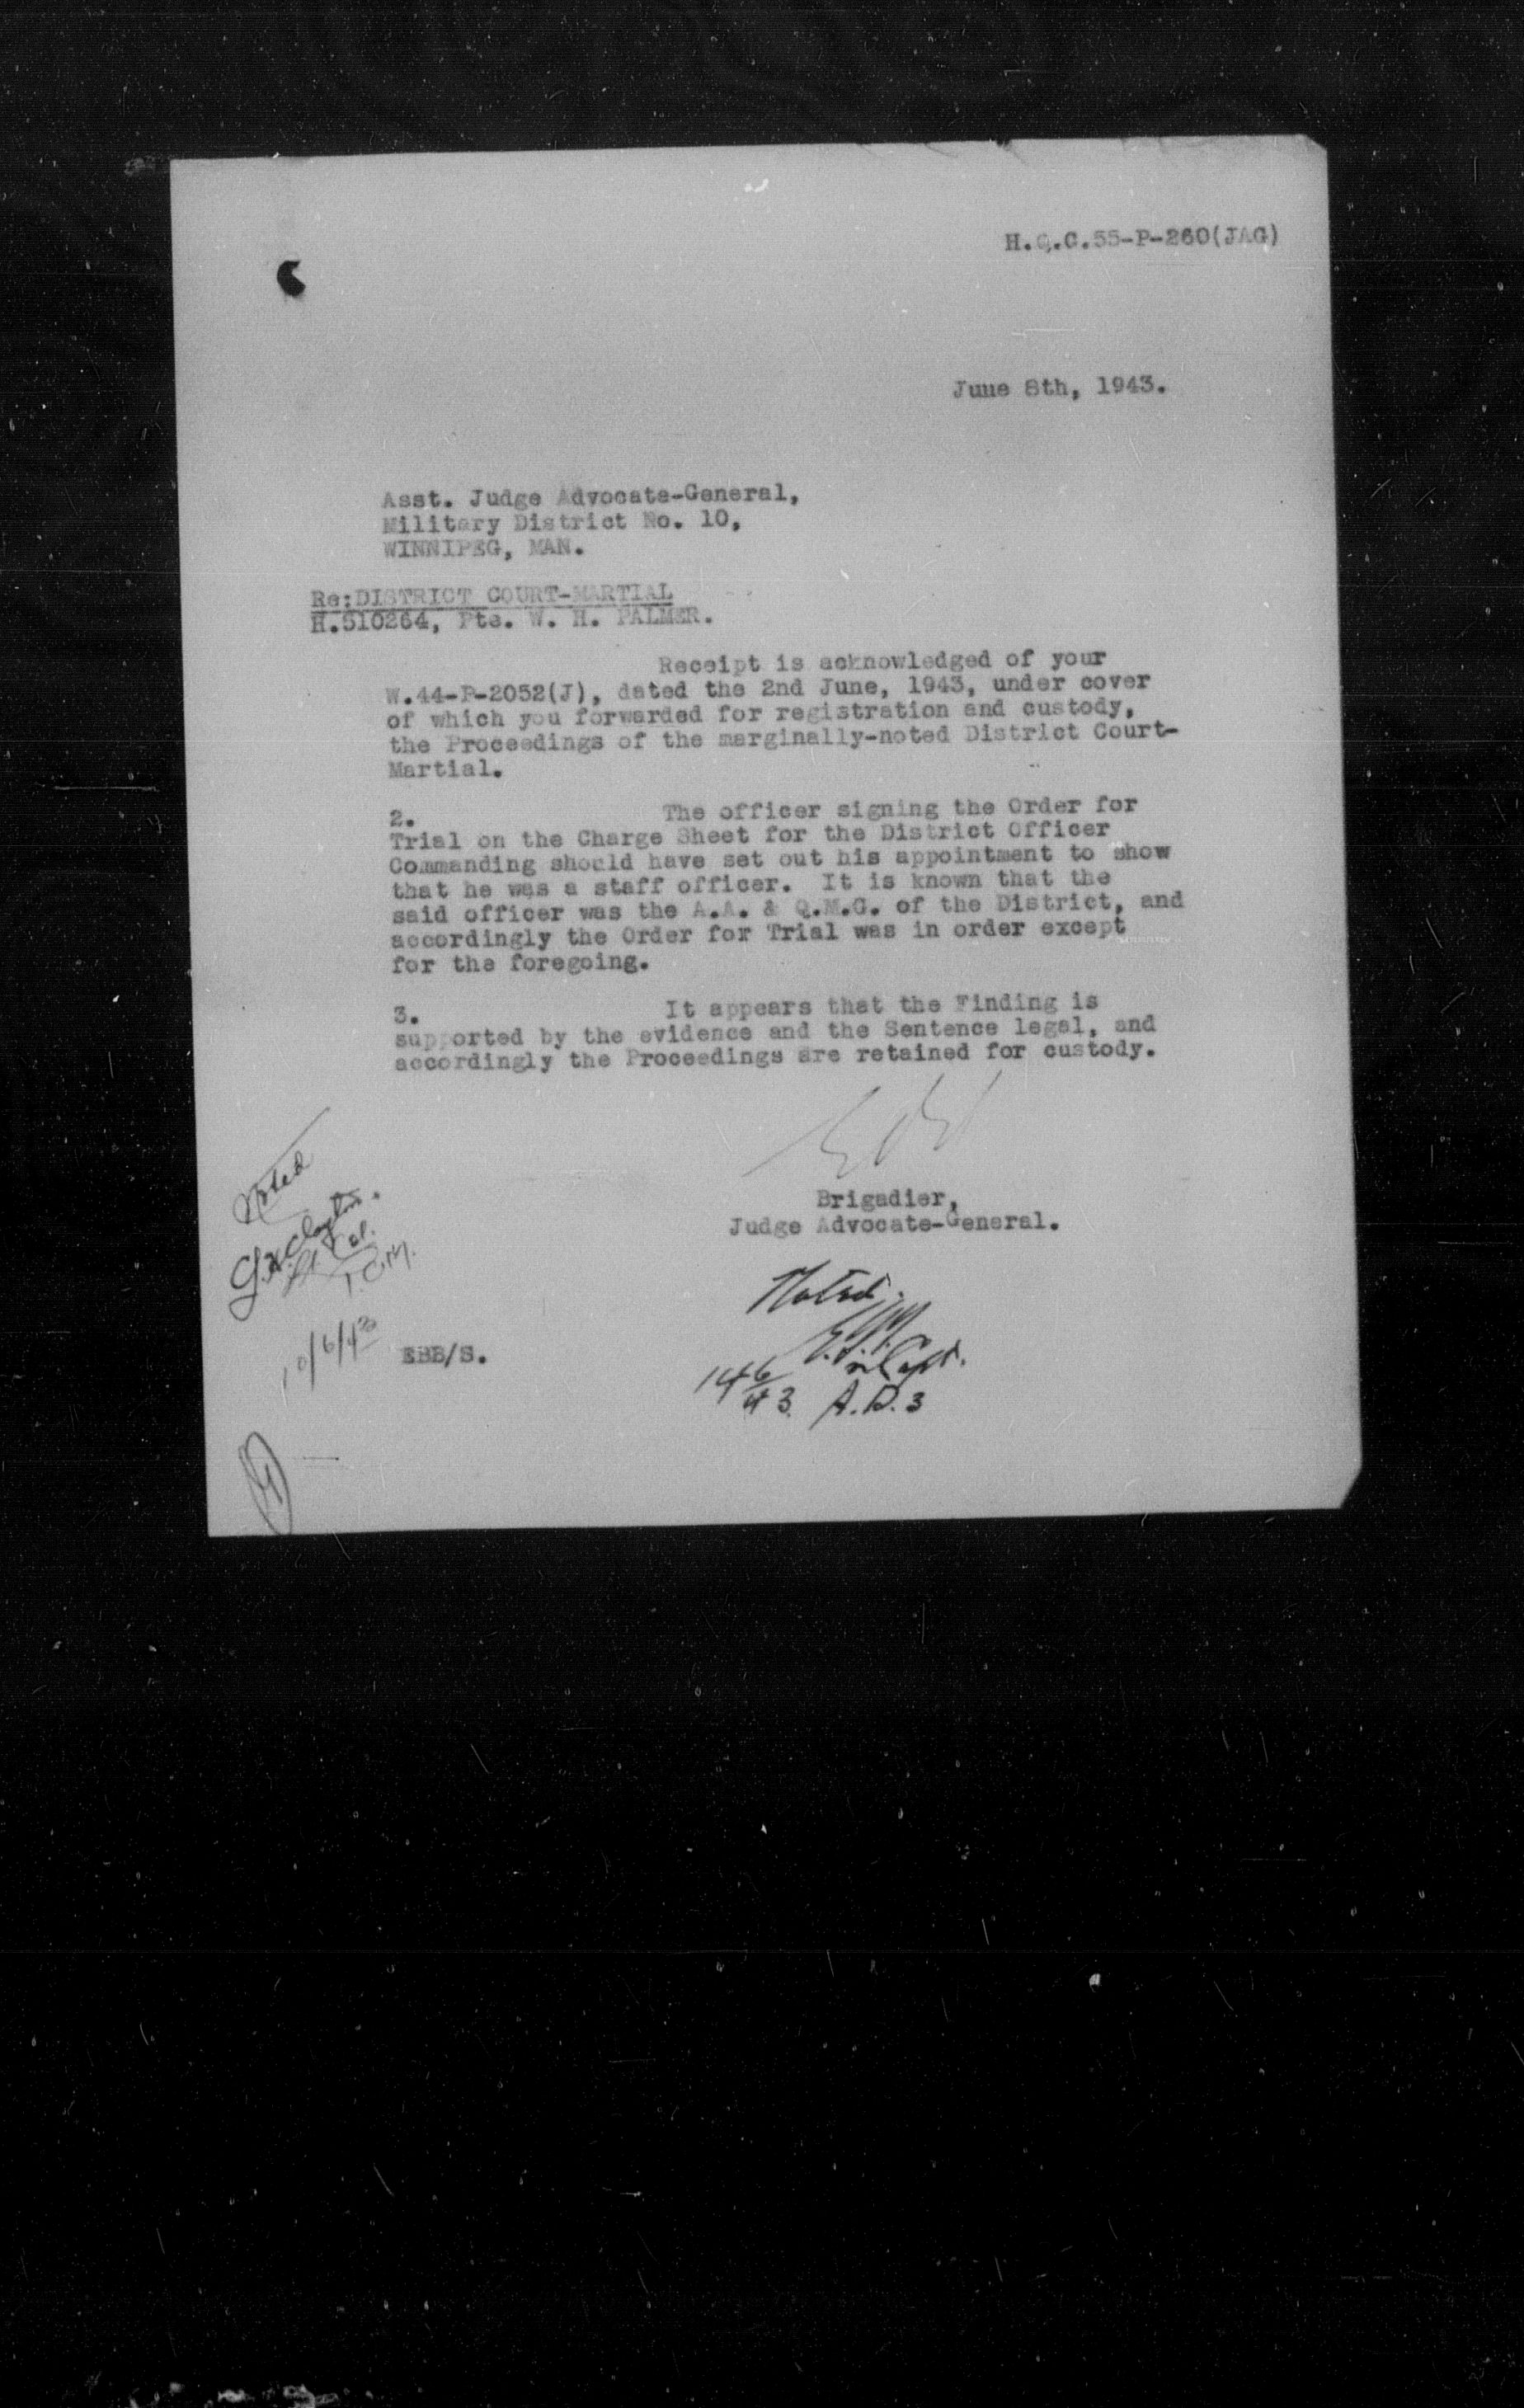 H.Q.C.55-P-260(JAG)
June 8th, 1943.
Asst. Judge Advocate-General,
Military District No. 10,
WINNIPEG, MAN.
Re:DISTRICT COURT-MARTIAL
H.510264, Pte. W. H. PALMER.
Receipt is acknowledged of your
W.44-P-2052(J), dated the 2nd June, 1943, under cover
of which you forwarded for registration and custody,
the Proceedings of the marginally-noted District Court-
Martial.
2. The officer signing the Order for
Trial on the Charge Sheet for the District Officer
Commanding should have set out his appointment to show
that he was a staff officer. It is known that the
said officer was the A.A. & Q.M.G. of the District, and
accordingly the Order for Trial was in order except
for the foregoing.
3. It appears that the Finding is
supported by the evidence and the Sentence legal, and
accordingly the Proceedings are retained for custody.
Brigadier,
Judge Advocate-General.
Noted
Lt Col.
10/6/43
EBB/S.
Noted
Capt.
14/6/43 A.D.3